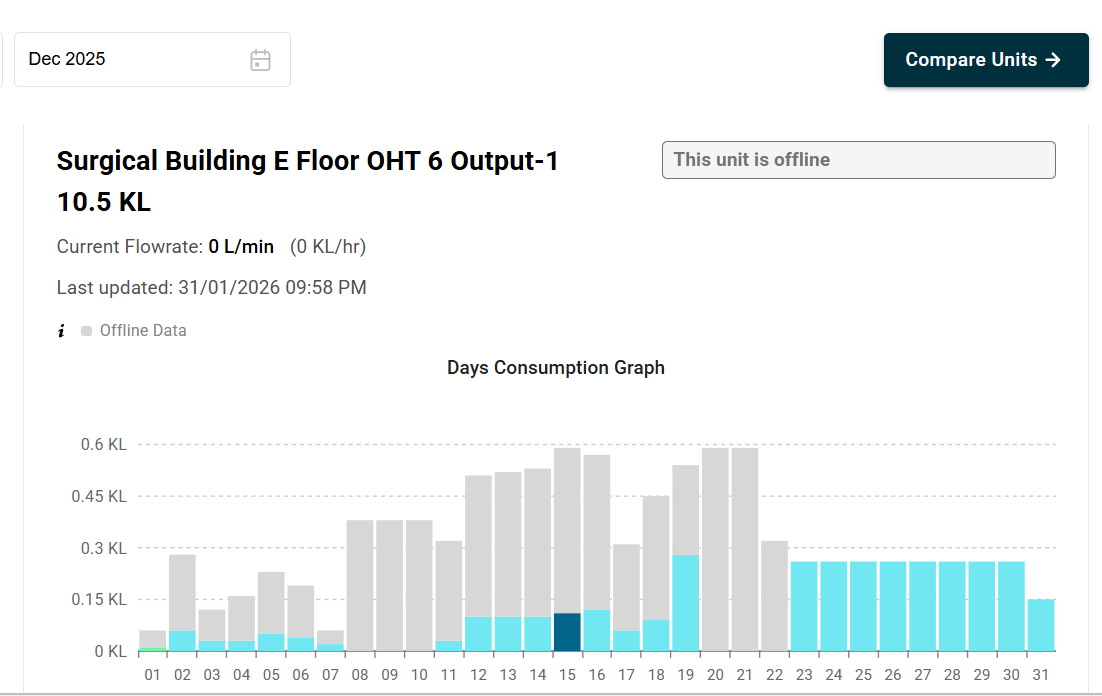 Dec 2025
Compare Units →
Surgical Building E Floor OHT 6 Output-1
This unit is offline
10.5 KL
Current Flowrate: 0 L/min (0 KL/hr)
Last updated: 31/01/2026 09:58 PM
i Offline Data
Days Consumption Graph
0.6 KL
0.45 KL
0.3 KL
0.15 KL
0 KL
01 02 03 04 05 06 07 08 09 10 11 12 13 14 15 16 17 18 19 20 21 22 23 24 25 26 27 28 29 30 31